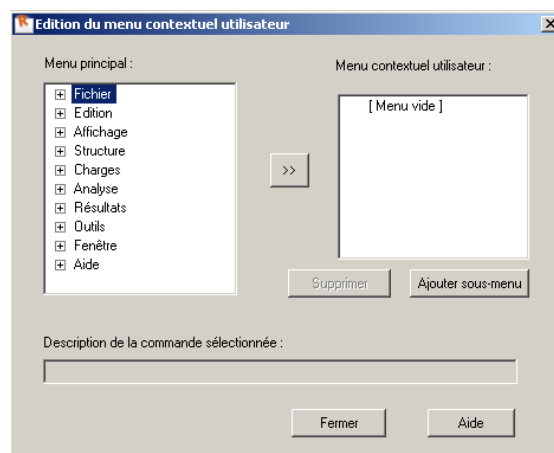 Edition du menu contextuel utilisateur
Menu principal :
Menu contextuel utilisateur :
Fichier
Edition
Affichage
Structure
Charges
Analyse
Résultats
Outils
Fenêtre
Aide
>>
[ Menu vide ]
Supprimer
Ajouter sous-menu
Description de la commande sélectionnée :
Fermer
Aide